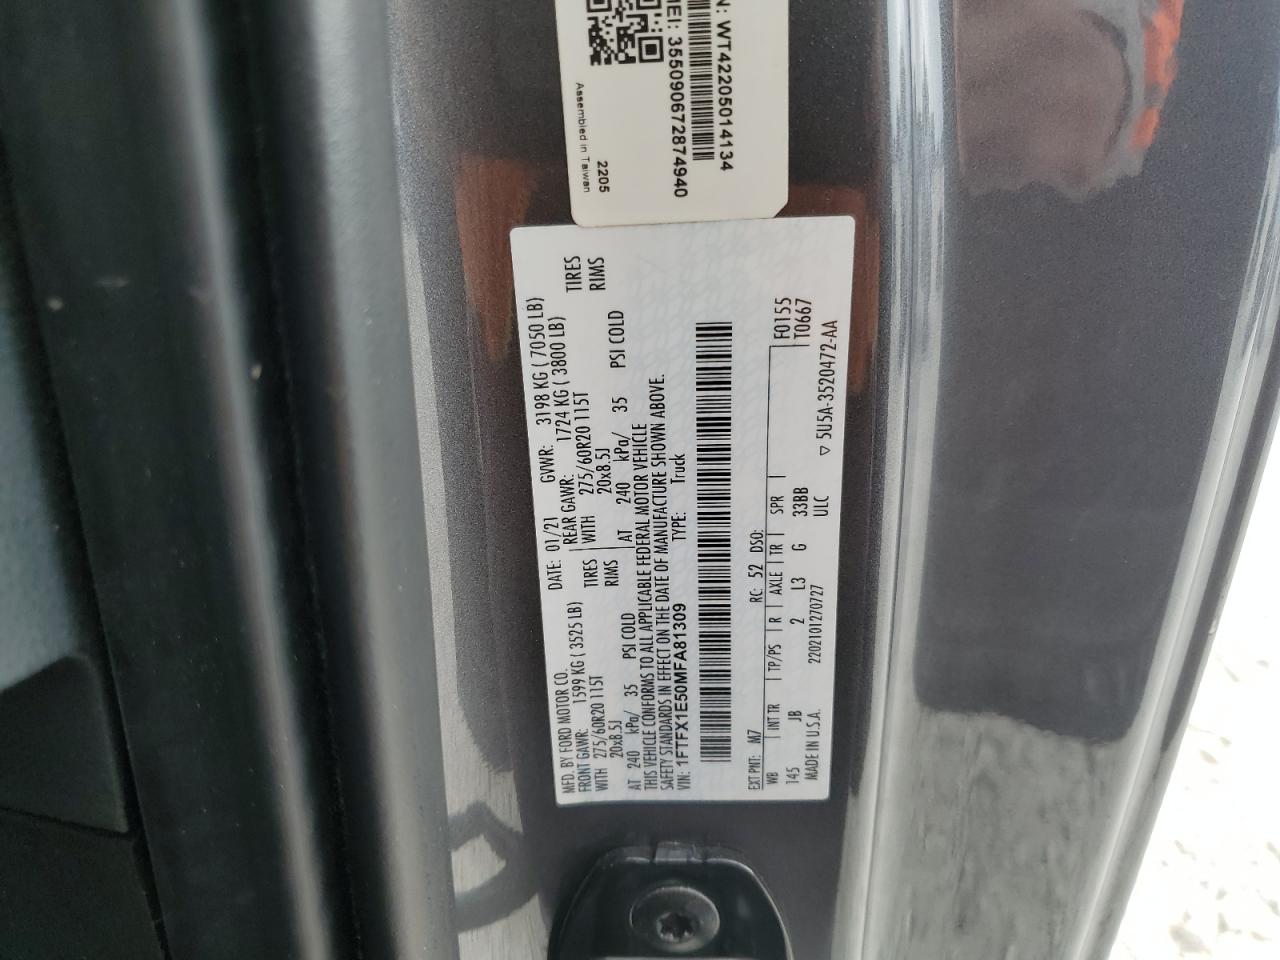 N: WT42205014134
MEI: 355090672874940
2205
Assembled in Taiwan
MFD. BY FORD MOTOR CO.
DATE: 01/21 GVWR: 3198 KG ( 7050 LB)
FRONT GAWR: 1599 KG ( 3525 LB) REAR GAWR: 1724 KG ( 3800 LB)
WITH 275/60R20 115T TIRES WITH 275/60R20 115T TIRES
20x8.5J RIMS 20x8.5J RIMS
AT 240 kPa/ 35 PSI COLD AT 240 kPa/ 35 PSI COLD
THIS VEHICLE CONFORMS TO ALL APPLICABLE FEDERAL MOTOR VEHICLE
SAFETY STANDARDS IN EFFECT ON THE DATE OF MANUFACTURE SHOWN ABOVE.
VIN: 1FTFX1E50MFA81309 TYPE: Truck
EXT PNT: M7 RC: 52 DSO: F0155
WB INT TR TP/PS R AXLE TR SPR T0667
145 JB 2 L3 G 33BB
MADE IN U.S.A. 2202101270727 ULC ▽ 5U5A-3520472-AA